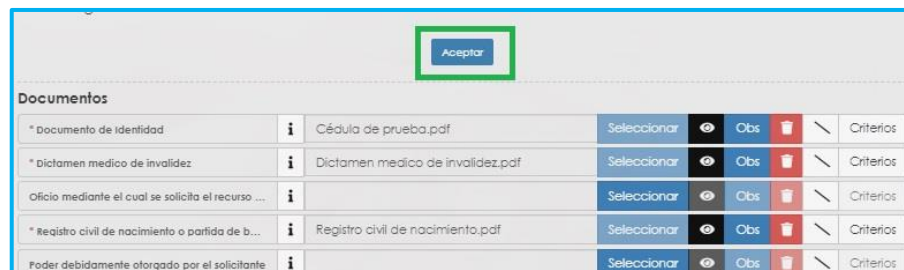 Aceptar
Documentos
* Documento de Identidad i Cédula de prueba.pdf Seleccionar Obs Criterios
* Dictamen medico de invalidez i Dictamen medico de invalidez.pdf Seleccionar Obs Criterios
Oficio mediante el cual se solicita el recurso ... i Seleccionar Obs Criterios
* Registro civil de nacimiento o partida de b... i Registro civil de nacimiento.pdf Seleccionar Obs Criterios
Poder debidamente otorgado por el solicitante i Seleccionar Obs Criterios